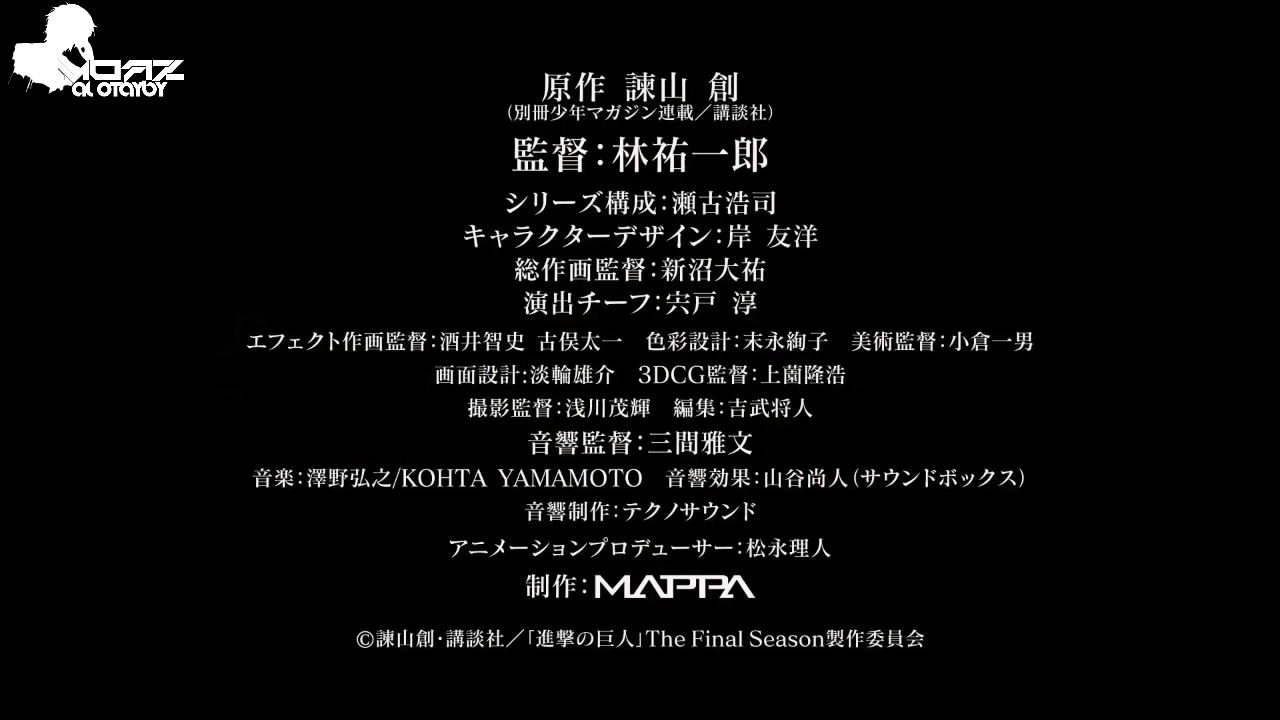 MOAZ
aL OTAYBY
原作 諫山 創
(別冊少年マガジン連載／講談社)
監督：林祐一郎
シリーズ構成：瀬古浩司
キャラクターデザイン：岸 友洋
総作画監督：新沼大祐
演出チーフ：宍戸 淳
エフェクト作画監督：酒井智史 古俣太一 色彩設計：末永絢子 美術監督：小倉一男
画面設計：淡輪雄介 3DCG監督：上薗隆浩
撮影監督：浅川茂輝 編集：吉武将人
音響監督：三間雅文
音楽：澤野弘之/KOHTA YAMAMOTO 音響効果：山谷尚人（サウンドボックス）
音響制作：テクノサウンド
アニメーションプロデューサー：松永理人
制作：MAPPA
©諫山創・講談社／「進撃の巨人」The Final Season製作委員会